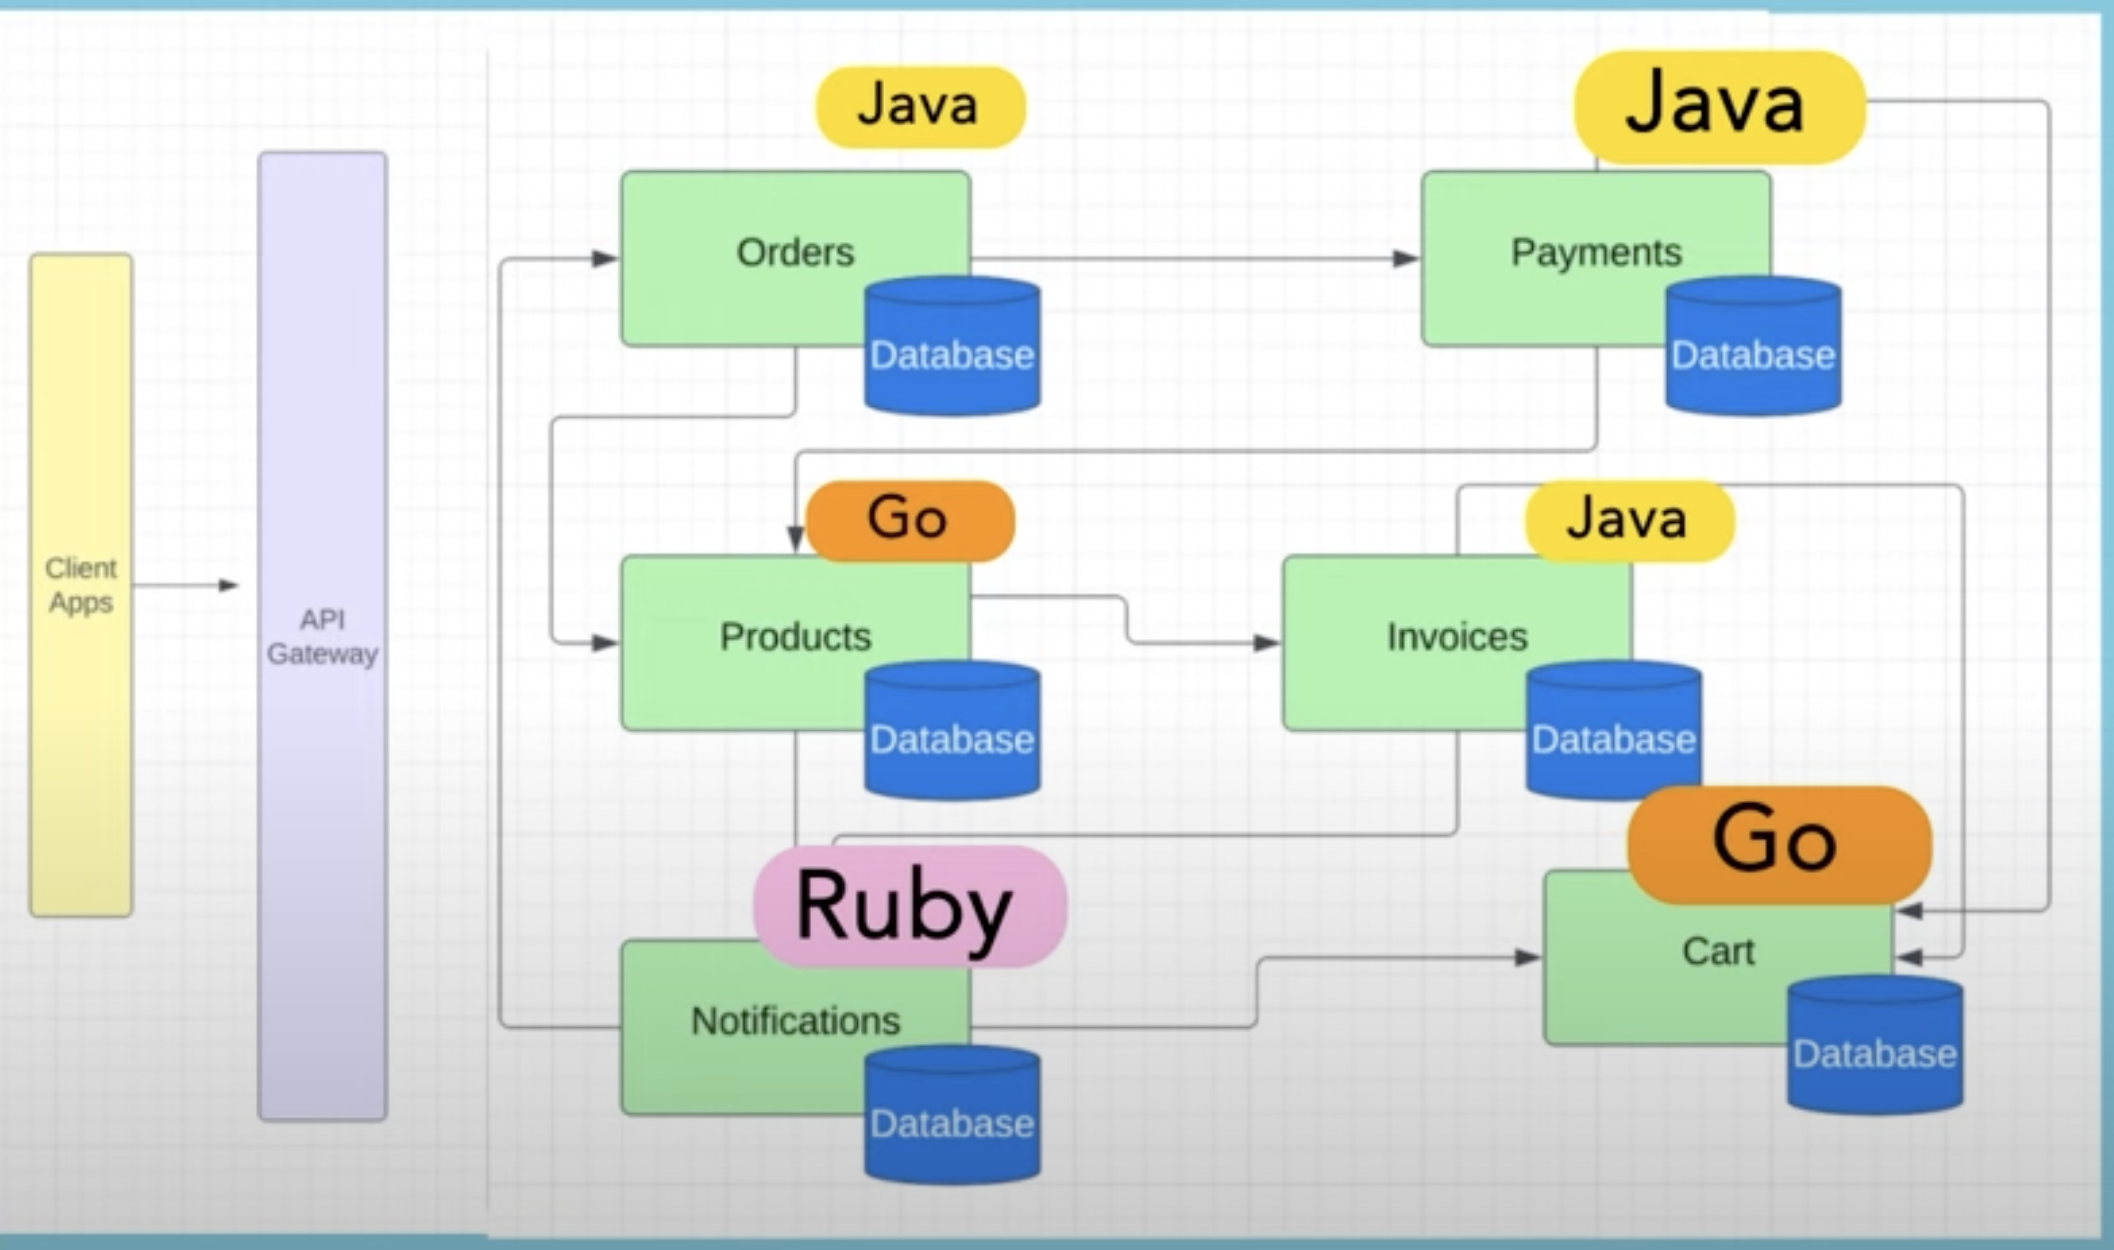 Java
Java
Orders
Payments
Database
Database
Client
Apps
API
Gateway
Go
Java
Products
Invoices
Database
Database
Go
Ruby
Cart
Notifications
Database
Database